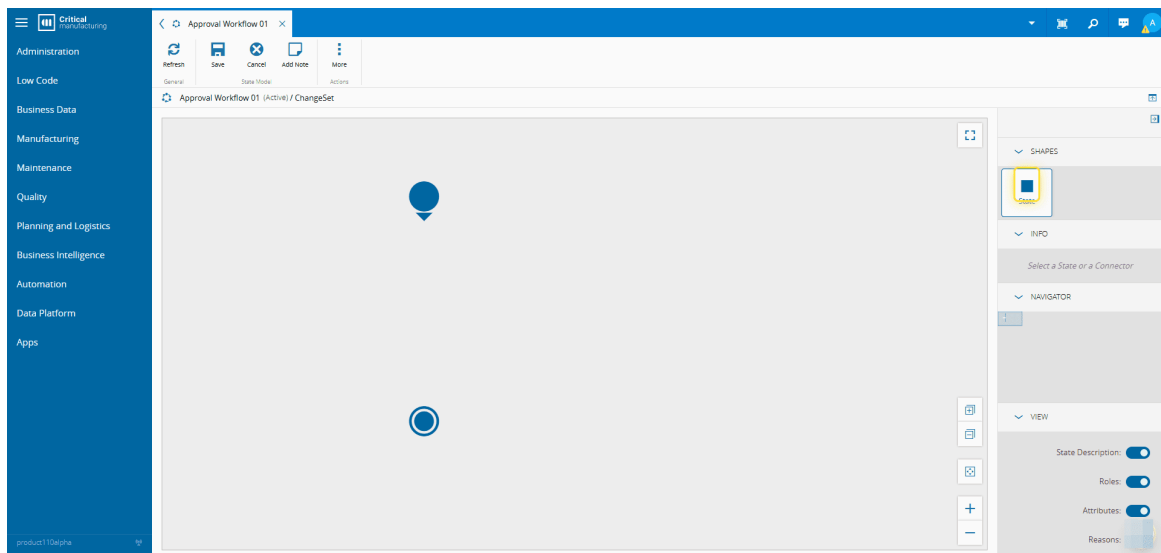 Critical
manufacturing
Approval Workflow 01
A
Administration
Low Code
Business Data
Manufacturing
Maintenance
Quality
Planning and Logistics
Business Intelligence
Automation
Data Platform
Apps
product110alpha
Refresh
Save
Cancel
Add Note
More
General
State Model
Actions
Approval Workflow 01 (Active) / ChangeSet
SHAPES
State
INFO
Select a State or a Connector
NAVIGATOR
VIEW
State Description:
Roles:
Attributes:
Reasons: